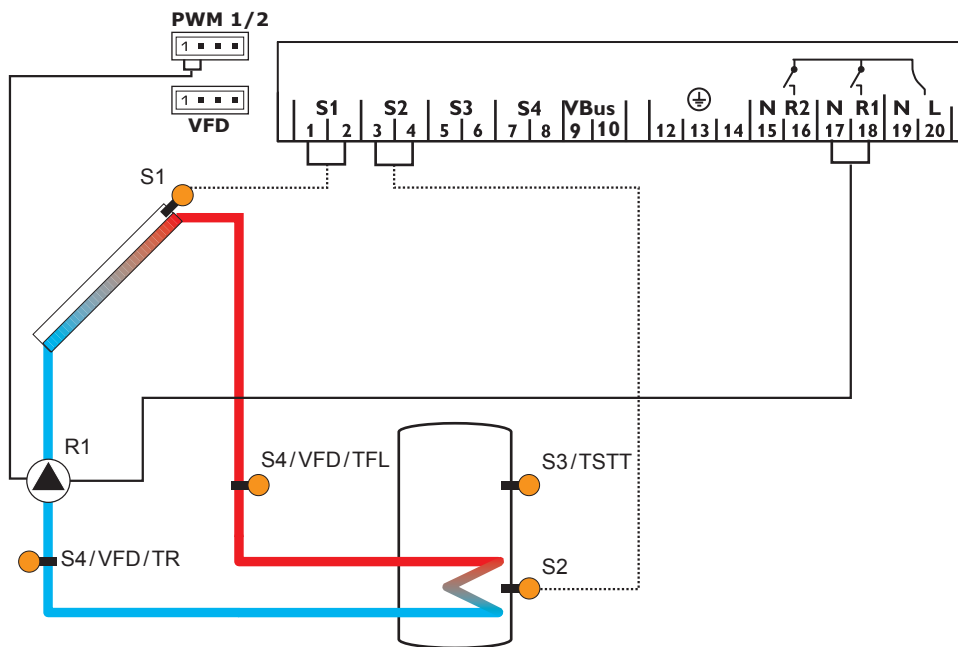 PWM 1/2
1
1
VFD
S1 S2 S3 S4 VBus N R2 N R1 N L
1 2 3 4 5 6 7 8 9 10 12 13 14 15 16 17 18 19 20
S1
R1
S4/VFD/TFL
S3/TSTT
S4/VFD/TR
S2